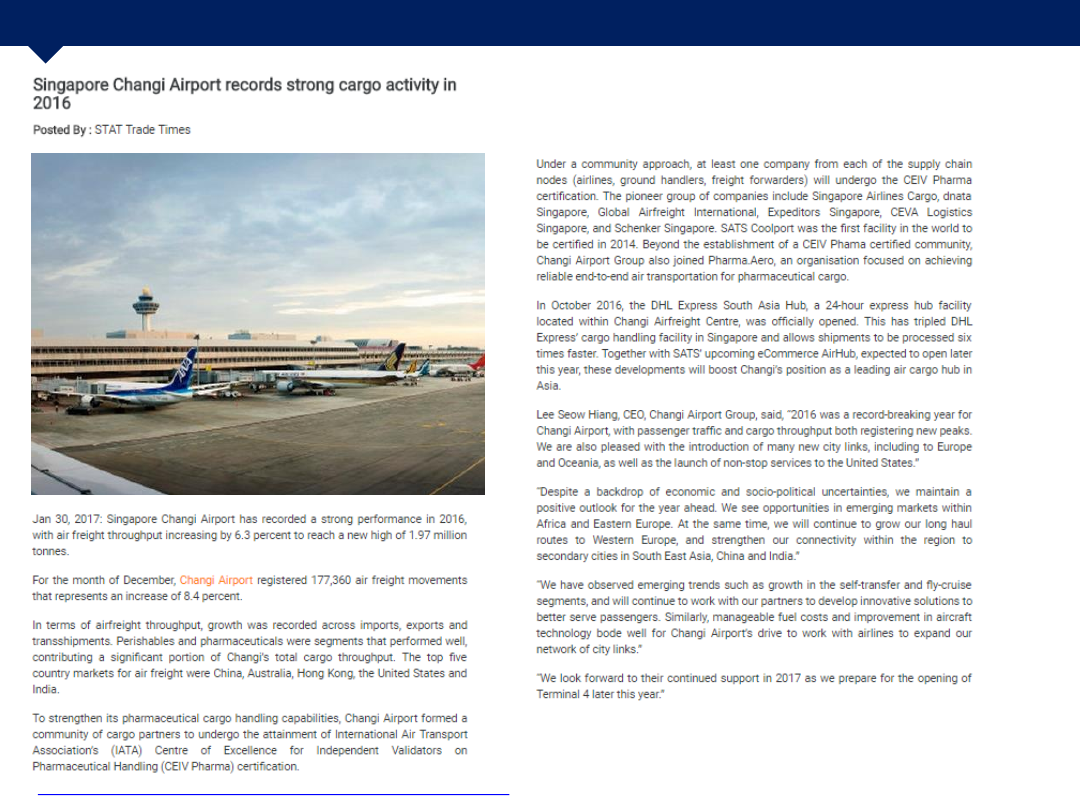 Singapore Changi Airport records strong cargo activity in
2016
Posted By : STAT Trade Times
Jan 30, 2017: Singapore Changi Airport has recorded a strong performance in 2016,
with air freight throughput increasing by 6.3 percent to reach a new high of 1.97 million
tonnes.
For the month of December, Changi Airport registered 177,360 air freight movements
that represents an increase of 8.4 percent.
In terms of airfreight throughput, growth was recorded across imports, exports and
transshipments. Perishables and pharmaceuticals were segments that performed well,
contributing a significant portion of Changi's total cargo throughput. The top five
country markets for air freight were China, Australia, Hong Kong, the United States and
India.
To strengthen its pharmaceutical cargo handling capabilities, Changi Airport formed a
community of cargo partners to undergo the attainment of International Air Transport
Association's (IATA) Centre of Excellence for Independent Validators on
Pharmaceutical Handling (CEIV Pharma) certification.
Under a community approach, at least one company from each of the supply chain
nodes (airlines, ground handlers, freight forwarders) will undergo the CEIV Pharma
certification. The pioneer group of companies include Singapore Airlines Cargo, dnata
Singapore, Global Airfreight International, Expeditors Singapore, CEVA Logistics
Singapore, and Schenker Singapore. SATS Coolport was the first facility in the world to
be certified in 2014. Beyond the establishment of a CEIV Phama certified community,
Changi Airport Group also joined Pharma.Aero, an organisation focused on achieving
reliable end-to-end air transportation for pharmaceutical cargo.
In October 2016, the DHL Express South Asia Hub, a 24-hour express hub facility
located within Changi Airfreight Centre, was officially opened. This has tripled DHL
Express' cargo handling facility in Singapore and allows shipments to be processed six
times faster. Together with SATS' upcoming eCommerce AirHub, expected to open later
this year, these developments will boost Changi's position as a leading air cargo hub in
Asia.
Lee Seow Hiang, CEO, Changi Airport Group, said, "2016 was a record-breaking year for
Changi Airport, with passenger traffic and cargo throughput both registering new peaks.
We are also pleased with the introduction of many new city links, including to Europe
and Oceania, as well as the launch of non-stop services to the United States."
"Despite a backdrop of economic and socio-political uncertainties, we maintain a
positive outlook for the year ahead. We see opportunities in emerging markets within
Africa and Eastern Europe. At the same time, we will continue to grow our long haul
routes to Western Europe, and strengthen our connectivity within the region to
secondary cities in South East Asia, China and India."
"We have observed emerging trends such as growth in the self-transfer and fly-cruise
segments, and will continue to work with our partners to develop innovative solutions to
better serve passengers. Similarly, manageable fuel costs and improvement in aircraft
technology bode well for Changi Airport's drive to work with airlines to expand our
network of city links."
"We look forward to their continued support in 2017 as we prepare for the opening of
Terminal 4 later this year."